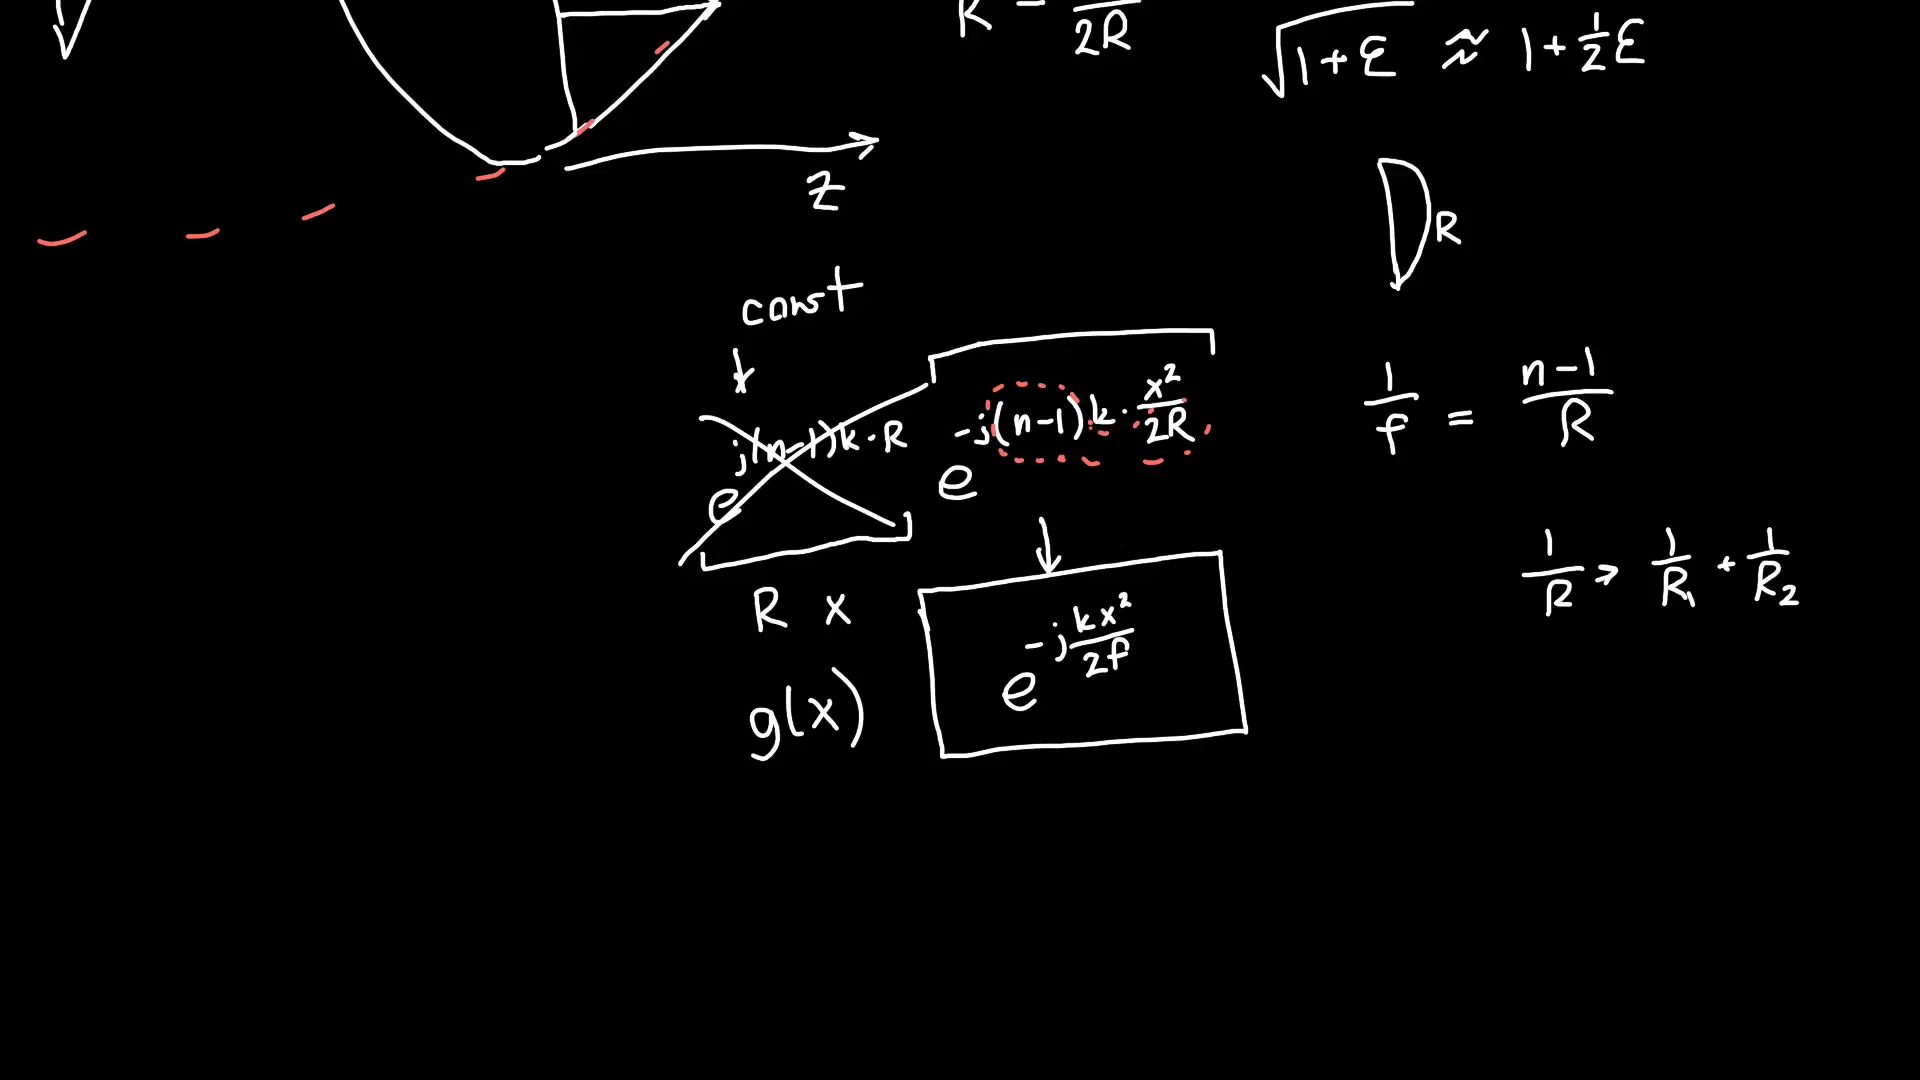 R - /2R
√(1+ε) ≈ 1+½ε
z
R
const
e^{j(n-1)k·R} e^{-j(n-1)k·x²/2R}
1/f = (n-1)/R
1/R → 1/R₁ + 1/R₂
R x
e^{-j kx²/2f}
g(x)